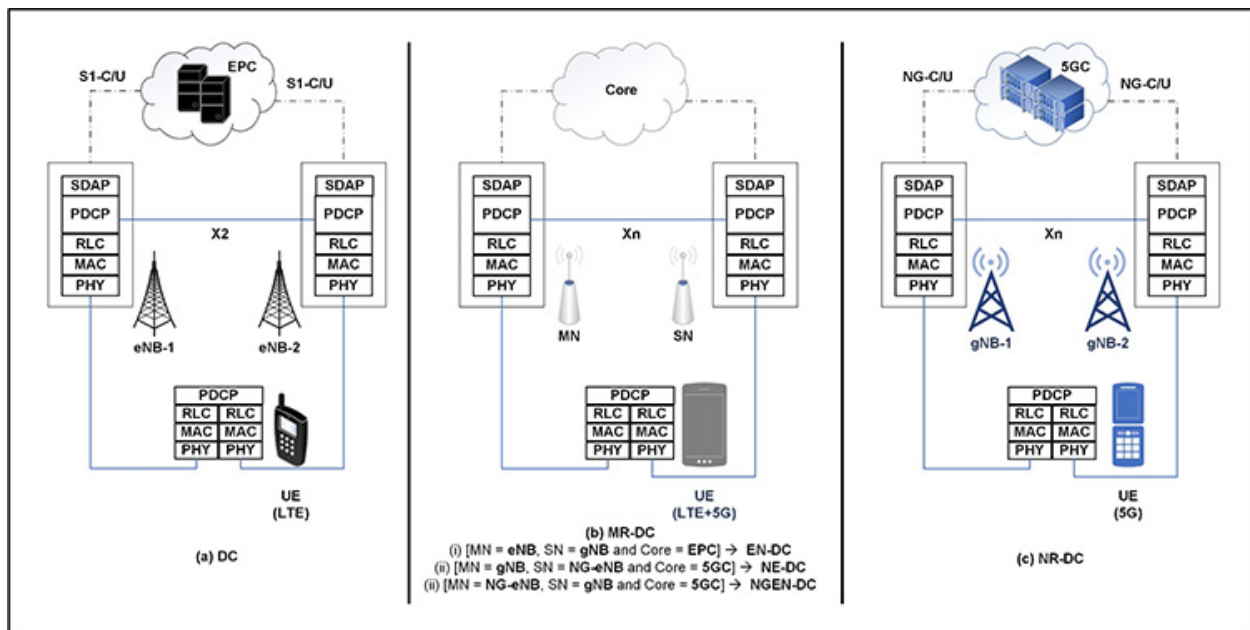 EPC
S1-C/U
S1-C/U
SDAP
PDCP
RLC
MAC
PHY
SDAP
PDCP
RLC
MAC
PHY
X2
eNB-1
eNB-2
PDCP
RLC RLC
MAC MAC
PHY PHY
UE
(LTE)
(a) DC
Core
SDAP
PDCP
RLC
MAC
PHY
SDAP
PDCP
RLC
MAC
PHY
Xn
MN
SN
PDCP
RLC RLC
MAC MAC
PHY PHY
UE
(LTE+5G)
(b) MR-DC
(i) [MN = eNB, SN = gNB and Core = EPC] → EN-DC
(ii) [MN = gNB, SN = NG-eNB and Core = 5GC] → NE-DC
(ii) [MN = NG-eNB, SN = gNB and Core = 5GC] → NGEN-DC
5GC
NG-C/U
NG-C/U
SDAP
PDCP
RLC
MAC
PHY
SDAP
PDCP
RLC
MAC
PHY
Xn
gNB-1
gNB-2
PDCP
RLC RLC
MAC MAC
PHY PHY
UE
(5G)
(c) NR-DC